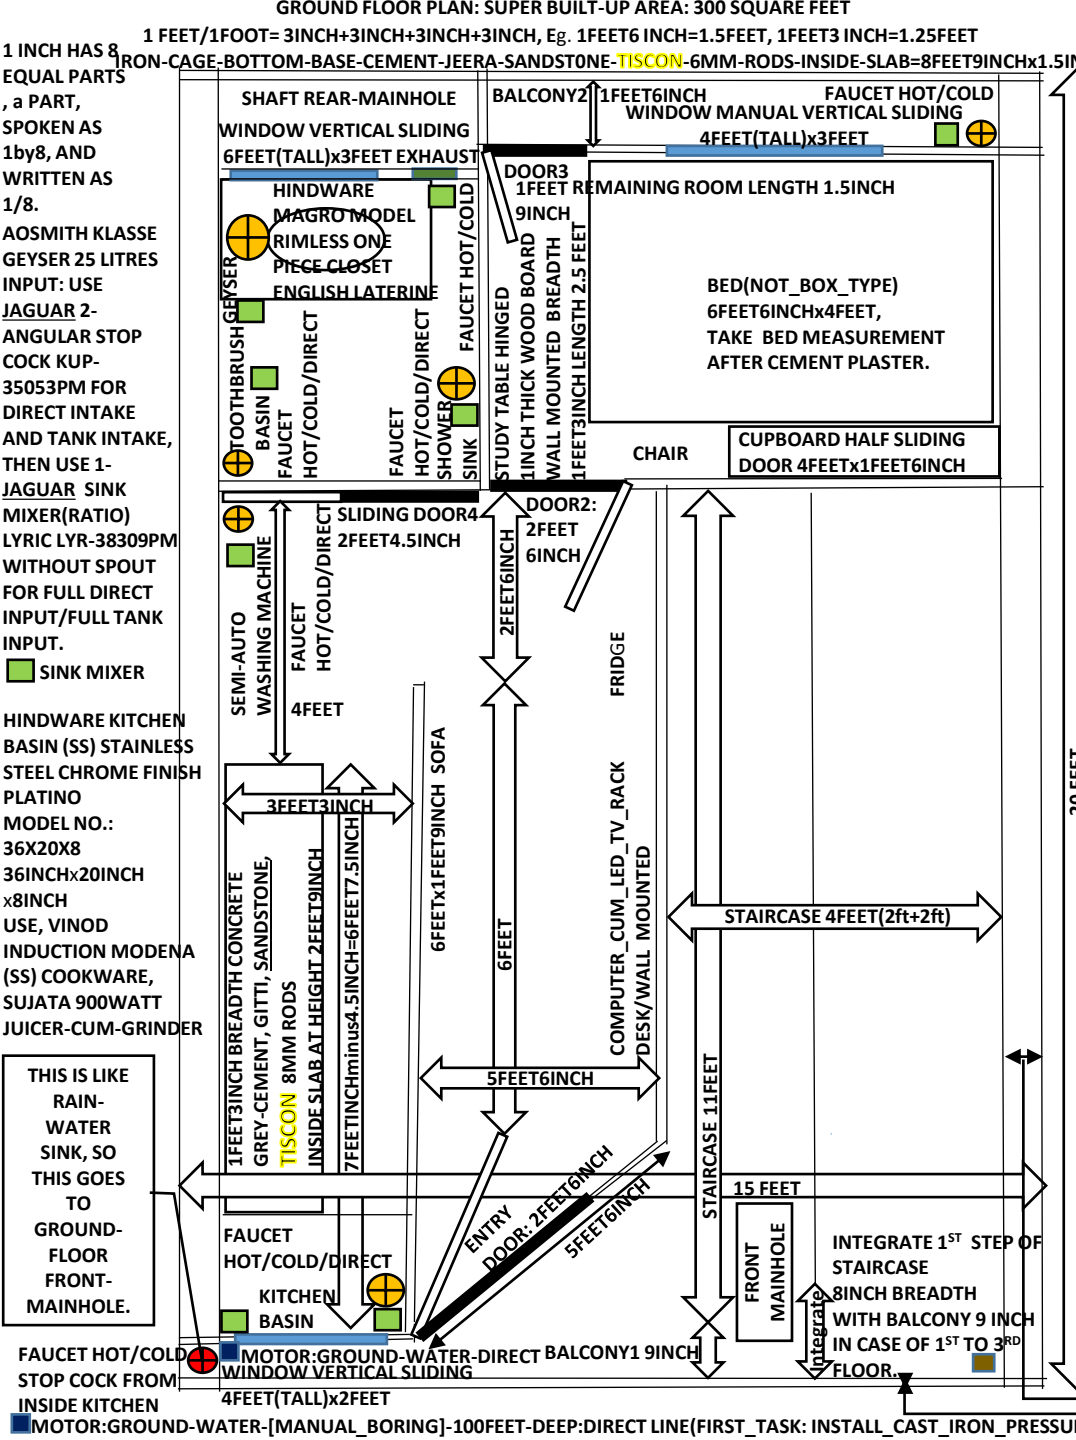 GROUND FLOOR PLAN: SUPER BUILT-UP AREA: 300 SQUARE FEET
1 FEET/1FOOT= 3INCH+3INCH+3INCH+3INCH, Eg. 1FEET6 INCH=1.5FEET, 1FEET3 INCH=1.25FEET
IRON-CAGE-BOTTOM-BASE-CEMENT-JEERA-SANDST0NE-TISCON-6MM-RODS-INSIDE-SLAB=8FEET9INCHx1.5IN
1 INCH HAS 8
EQUAL PARTS
, a PART,
SPOKEN AS
1by8, AND
WRITTEN AS
1/8.
AOSMITH KLASSE
GEYSER 25 LITRES
INPUT: USE
JAGUAR 2-
ANGULAR STOP
COCK KUP-
35053PM FOR
DIRECT INTAKE
AND TANK INTAKE,
THEN USE 1-
JAGUAR SINK
MIXER(RATIO)
LYRIC LYR-38309PM
WITHOUT SPOUT
FOR FULL DIRECT
INPUT/FULL TANK
INPUT.
SINK MIXER
HINDWARE KITCHEN
BASIN (SS) STAINLESS
STEEL CHROME FINISH
PLATINO
MODEL NO.:
36X20X8
36INCHx20INCH
x8INCH
USE, VINOD
INDUCTION MODENA
(SS) COOKWARE,
SUJATA 900WATT
JUICER-CUM-GRINDER
THIS IS LIKE
RAIN-
WATER
SINK, SO
THIS GOES
TO
GROUND-
FLOOR
FRONT-
MAINHOLE.
FAUCET HOT/COLD
STOP COCK FROM
INSIDE KITCHEN
SHAFT REAR-MAINHOLE
WINDOW VERTICAL SLIDING
6FEET(TALL)x3FEET EXHAUST
HINDWARE
MAGRO MODEL
RIMLESS ONE
PIECE CLOSET
ENGLISH LATERINE
GEYSER
TOOTHBRUSH
BASIN
FAUCET
HOT/COLD/DIRECT
FAUCET
HOT/COLD/DIRECT
SHOWER
SINK
FAUCET HOT/COLD
BALCONY2 1FEET6INCH
FAUCET HOT/COLD
WINDOW MANUAL VERTICAL SLIDING
4FEET(TALL)x3FEET
DOOR3
1FEET REMAINING ROOM LENGTH 1.5INCH
9INCH
STUDY TABLE HINGED
1INCH THICK WOOD BOARD
WALL MOUNTED BREADTH
1FEET3INCH LENGTH 2.5 FEET
BED(NOT_BOX_TYPE)
6FEET6INCHx4FEET,
TAKE BED MEASUREMENT
AFTER CEMENT PLASTER.
CHAIR
CUPBOARD HALF SLIDING
DOOR 4FEETx1FEET6INCH
SLIDING DOOR4
2FEET4.5INCH
DOOR2:
2FEET
6INCH
2FEET6INCH
SEMI-AUTO
WASHING MACHINE
FAUCET
HOT/COLD/DIRECT
4FEET
FRIDGE
3FEET3INCH
6FEETx1FEET9INCH SOFA
6FEET
COMPUTER_CUM_LED_TV_RACK
DESK/WALL MOUNTED
STAIRCASE 4FEET(2ft+2ft)
1FEET3INCH BREADTH CONCRETE
GREY-CEMENT, GITTI, SANDSTONE,
TISCON 8MM RODS
INSIDE SLAB AT HEIGHT 2FEET9INCH
7FEETINCHminus4.5INCH=6FEET7.5INCH
5FEET6INCH
STAIRCASE 11FEET
20 FEET
15 FEET
ENTRY
DOOR: 2FEET6INCH
5FEET6INCH
FAUCET
HOT/COLD/DIRECT
KITCHEN
BASIN
FRONT
MAINHOLE
Integrate
INTEGRATE 1ST STEP OF
STAIRCASE
8INCH BREADTH
WITH BALCONY 9 INCH
IN CASE OF 1ST TO 3RD
FLOOR.
MOTOR:GROUND-WATER-DIRECT BALCONY1 9INCH
WINDOW VERTICAL SLIDING
4FEET(TALL)x2FEET
MOTOR:GROUND-WATER-[MANUAL_BORING]-100FEET-DEEP:DIRECT LINE(FIRST_TASK: INSTALL_CAST_IRON_PRESSU